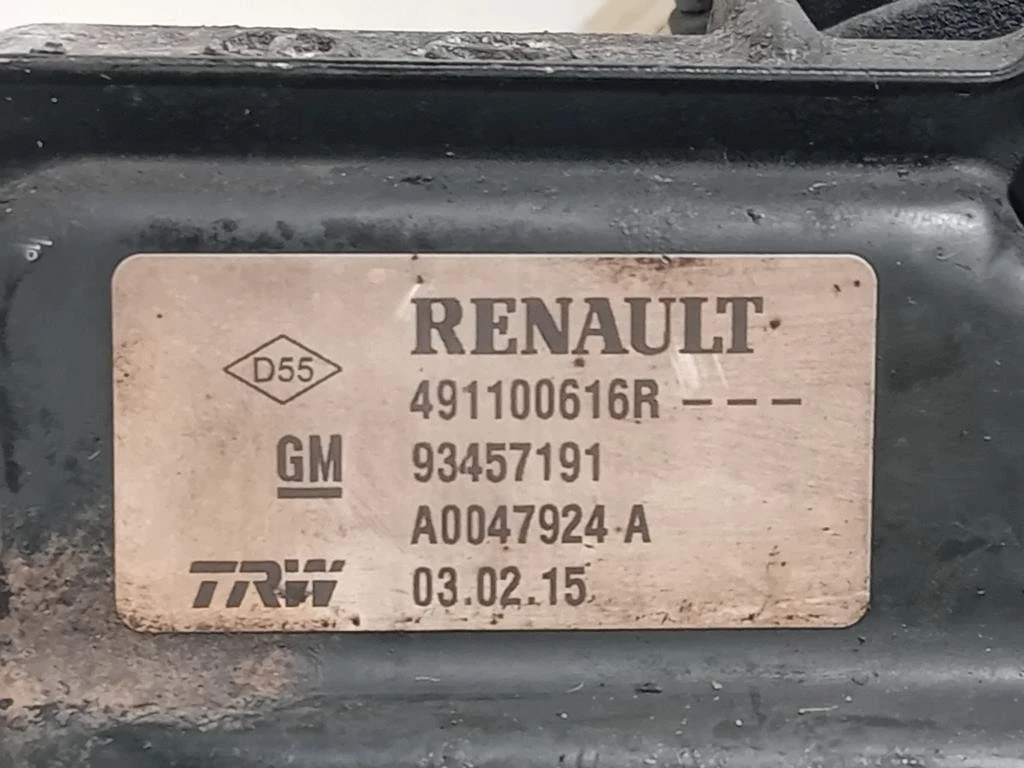 RENAULT
D55
491100616R ---
GM 93457191
A0047924 A
TRW 03.02.15